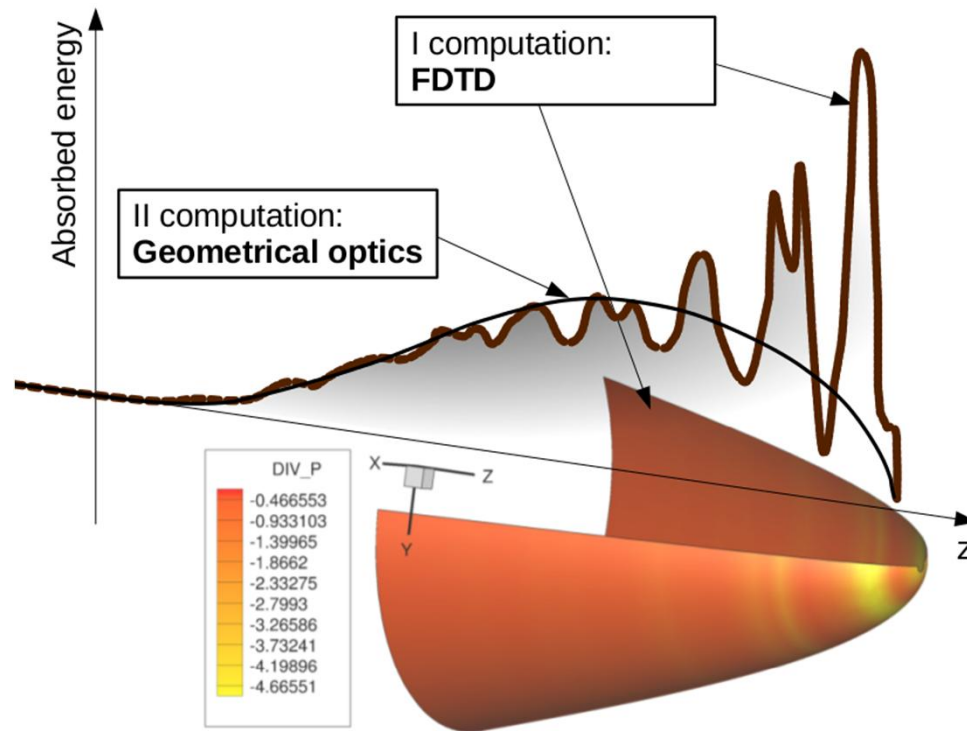 Absorbed energy
I computation:
FDTD
II computation:
Geometrical optics
DIV_P
-0.466553
-0.933103
-1.39965
-1.8662
-2.33275
-2.7993
-3.26586
-3.73241
-4.19896
-4.66551
X
Z
Y
Z